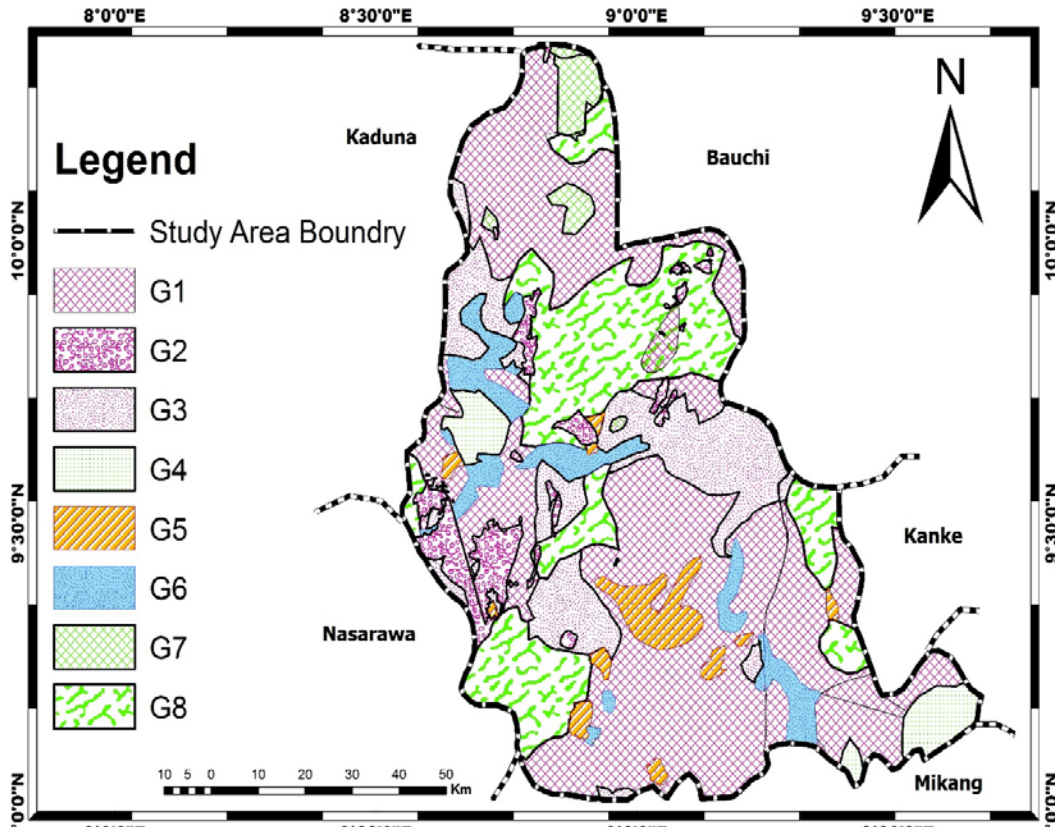 8°0'0"E 8°30'0"E 9°0'0"E 9°30'0"E
N
Kaduna
Bauchi
Legend
Study Area Boundry
10°0'0"N
10°0'0"N
G1
G2
G3
G4
G5
G6
G7
G8
9°30'0"N
9°30'0"N
Kanke
Nasarawa
Mikang
10 5 0 10 20 30 40 50
Km